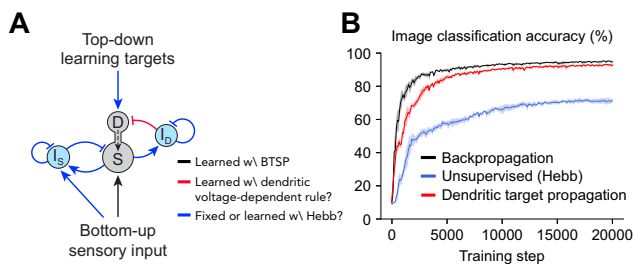 A
Top-down
learning targets
D
I_D
I_S
S
Learned w\ BTSP
Learned w\ dendritic
voltage-dependent rule?
Fixed or learned w\ Hebb?
Bottom-up
sensory input
B
Image classification accuracy (%)
100
80
60
40
20
0
Backpropagation
Unsupervised (Hebb)
Dendritic target propagation
0 5000 10000 15000 20000
Training step